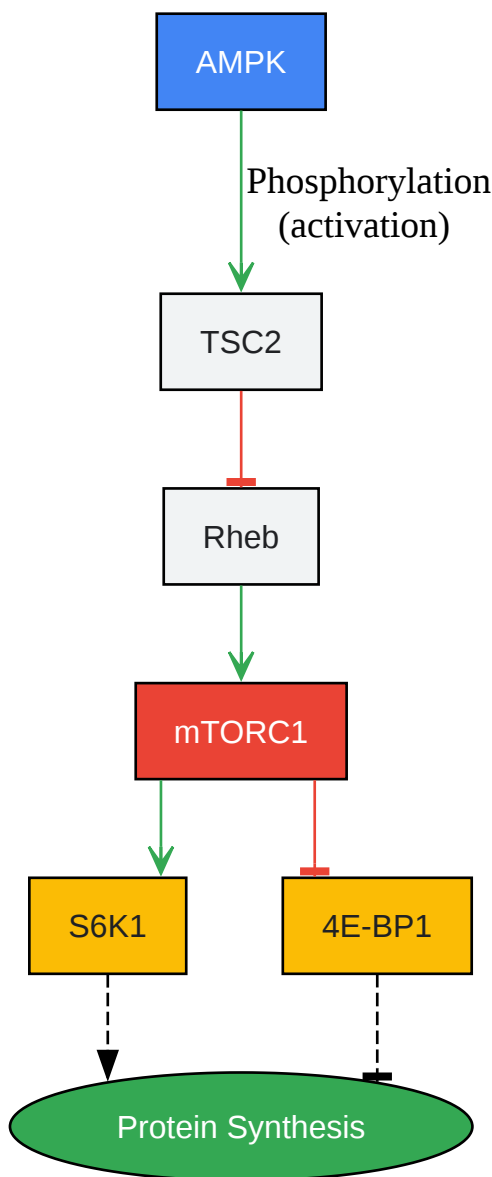 AMPK
Phosphorylation
(activation)
TSC2
Rheb
mTORC1
S6K1
4E-BP1
Protein Synthesis